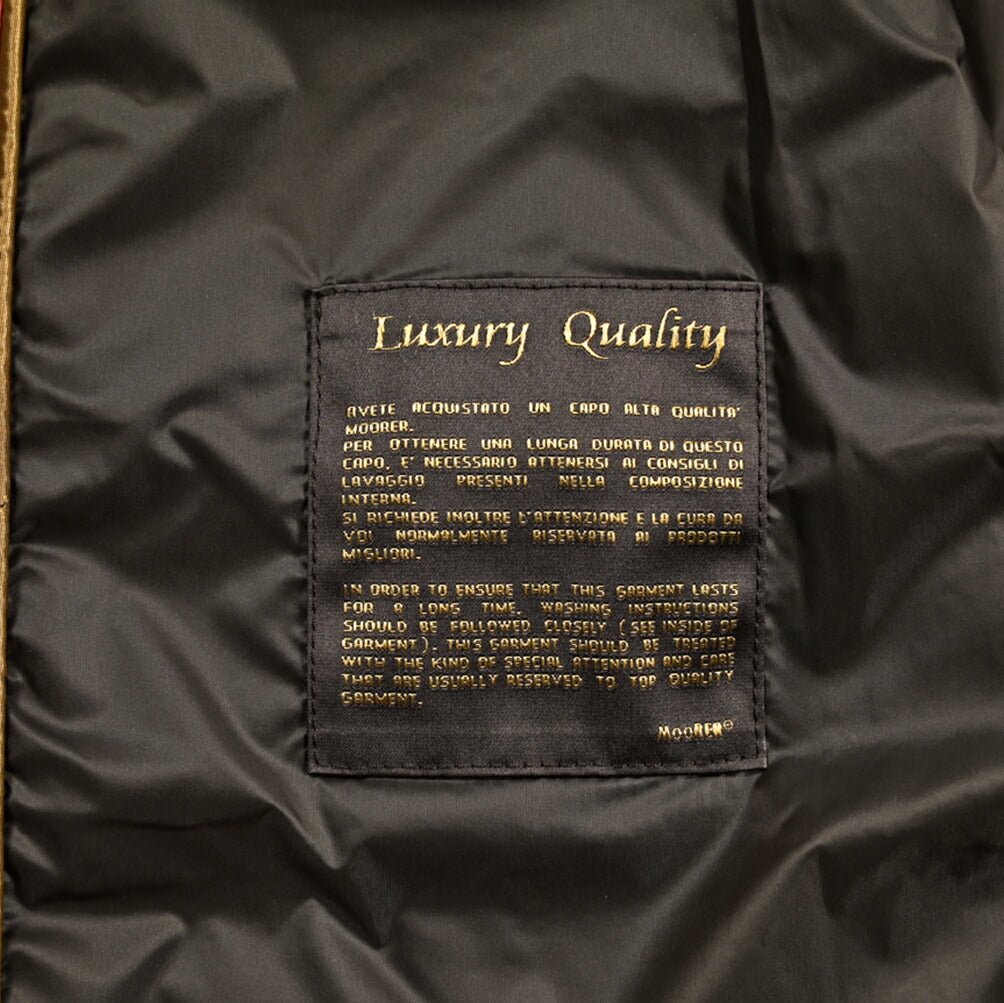 Luxury Quality
AVETE ACQUISTATO UN CAPO ALTA QUALITA'
MOORER.
PER OTTENERE UNA LUNGA DURATA DI QUESTO
CAPO, E' NECESSARIO ATTENERSI AI CONSIGLI DI
LAVAGGIO PRESENTI NELLA COMPOSIZIONE
INTERNA.
SI RICHIEDE INOLTRE L'ATTENZIONE E LA CURA DA
VOI NORMALMENTE RISERVATA AI PRODOTTI
MIGLIORI.
IN ORDER TO ENSURE THAT THIS GARMENT LASTS
FOR A LONG TIME, WASHING INSTRUCTIONS
SHOULD BE FOLLOWED CLOSELY (SEE INSIDE OF
GARMENT). THIS GARMENT SHOULD BE TREATED
WITH THE KIND OF SPECIAL ATTENTION AND CARE
THAT ARE USUALLY RESERVED TO TOP QUALITY
GARMENT.
MOORER®